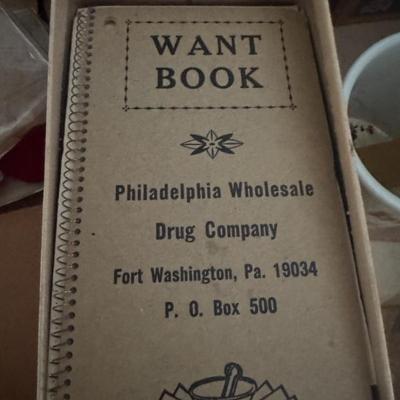 WANT
BOOK
Philadelphia Wholesale
Drug Company
Fort Washington, Pa. 19034
P. O. Box 500